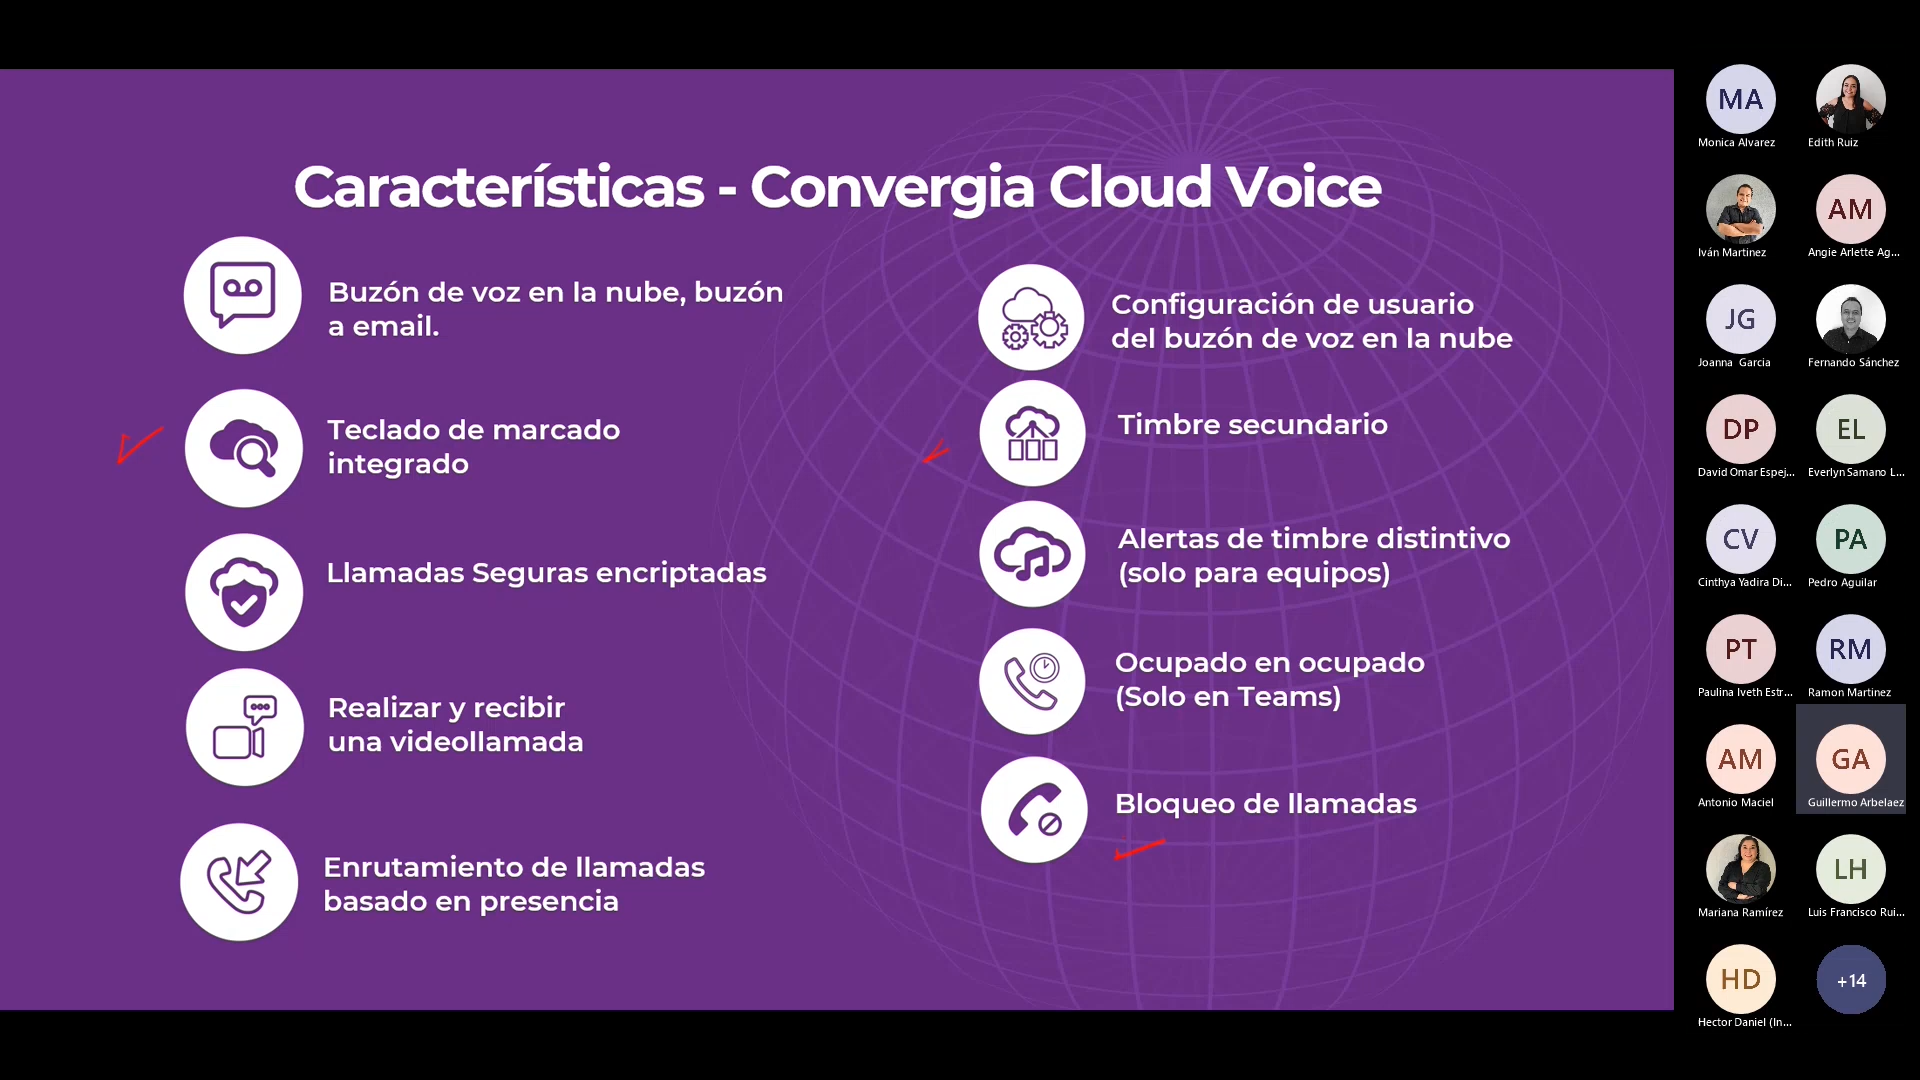 Características - Convergia Cloud Voice
Buzón de voz en la nube, buzón
a email.
Teclado de marcado
integrado
Llamadas Seguras encriptadas
Realizar y recibir
una videollamada
Enrutamiento de llamadas
basado en presencia
Configuración de usuario
del buzón de voz en la nube
Timbre secundario
Alertas de timbre distintivo
(solo para equipos)
Ocupado en ocupado
(Solo en Teams)
Bloqueo de llamadas
MA
Monica Alvarez
Edith Ruiz
Iván Martinez
AM
Angie Arlette Ag...
JG
Joanna Garcia
Fernando Sánchez
DP
David Omar Espej...
EL
Everlyn Samano L...
CV
Cinthya Yadira Di...
PA
Pedro Aguilar
PT
Paulina Iveth Estr...
RM
Ramon Martinez
AM
Antonio Maciel
GA
Guillermo Arbelaez
Mariana Ramírez
LH
Luis Francisco Rui...
HD
Hector Daniel (In...
+14